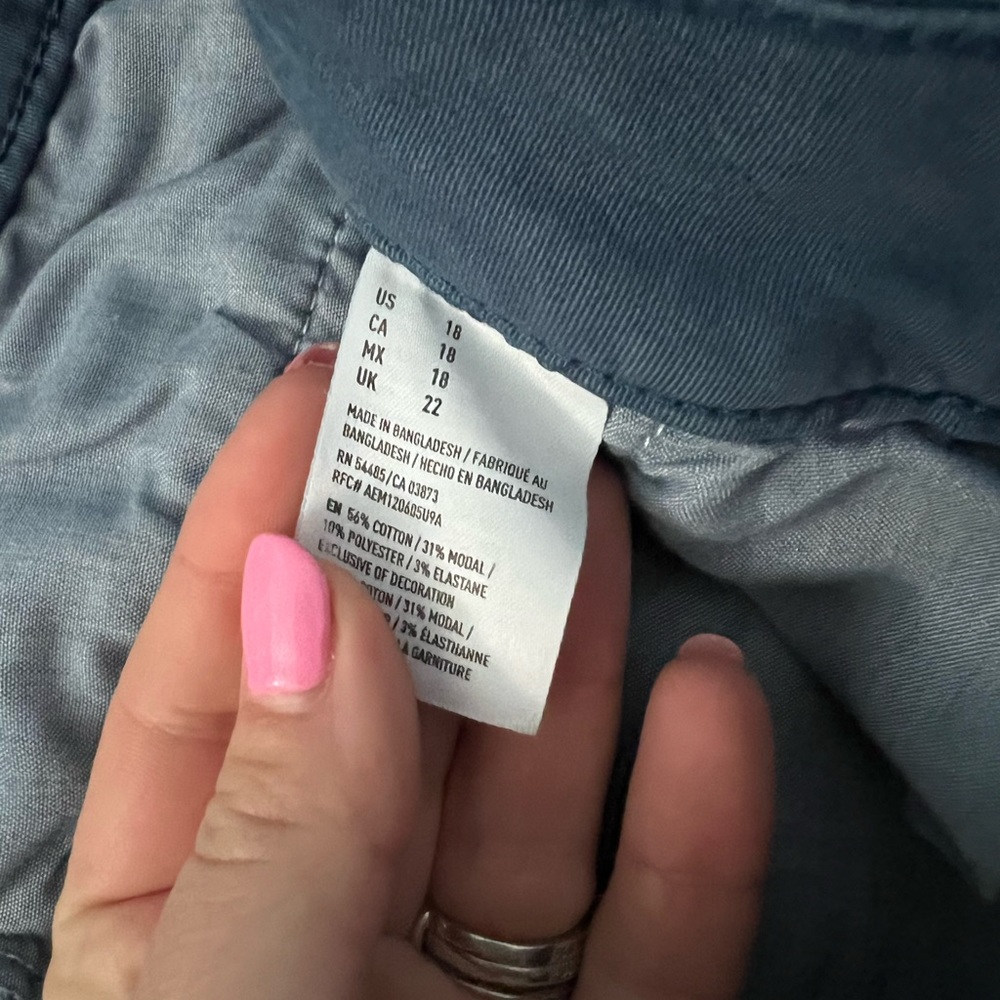 US 18
CA 18
MX 18
UK 22
MADE IN BANGLADESH / FABRIQUÉ AU
BANGLADESH / HECHO EN BANGLADESH
RN 54485/CA 03873
RFC# AEM120605U9A
EN 56% COTTON / 31% MODAL /
10% POLYESTER / 3% ELASTANE
EXCLUSIVE OF DECORATION
/ 31% MODAL /
/ 3% ÉLASTHANNE
LA GARNITURE